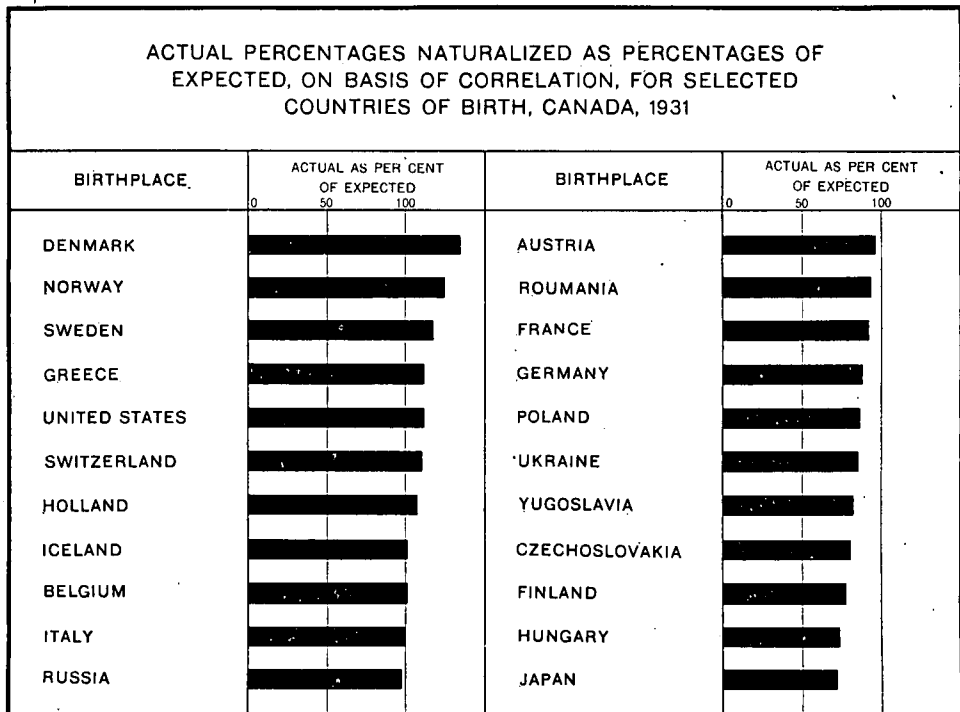 ACTUAL PERCENTAGES NATURALIZED AS PERCENTAGES OF
EXPECTED, ON BASIS OF CORRELATION, FOR SELECTED
COUNTRIES OF BIRTH, CANADA, 1931
BIRTHPLACE
ACTUAL AS PER CENT
OF EXPECTED
0 50 100
DENMARK
NORWAY
SWEDEN
GREECE
UNITED STATES
SWITZERLAND
HOLLAND
ICELAND
BELGIUM
ITALY
RUSSIA
BIRTHPLACE
ACTUAL AS PER CENT
OF EXPECTED
0 50 100
AUSTRIA
ROUMANIA
FRANCE
GERMANY
POLAND
UKRAINE
YUGOSLAVIA
CZECHOSLOVAKIA
FINLAND
HUNGARY
JAPAN